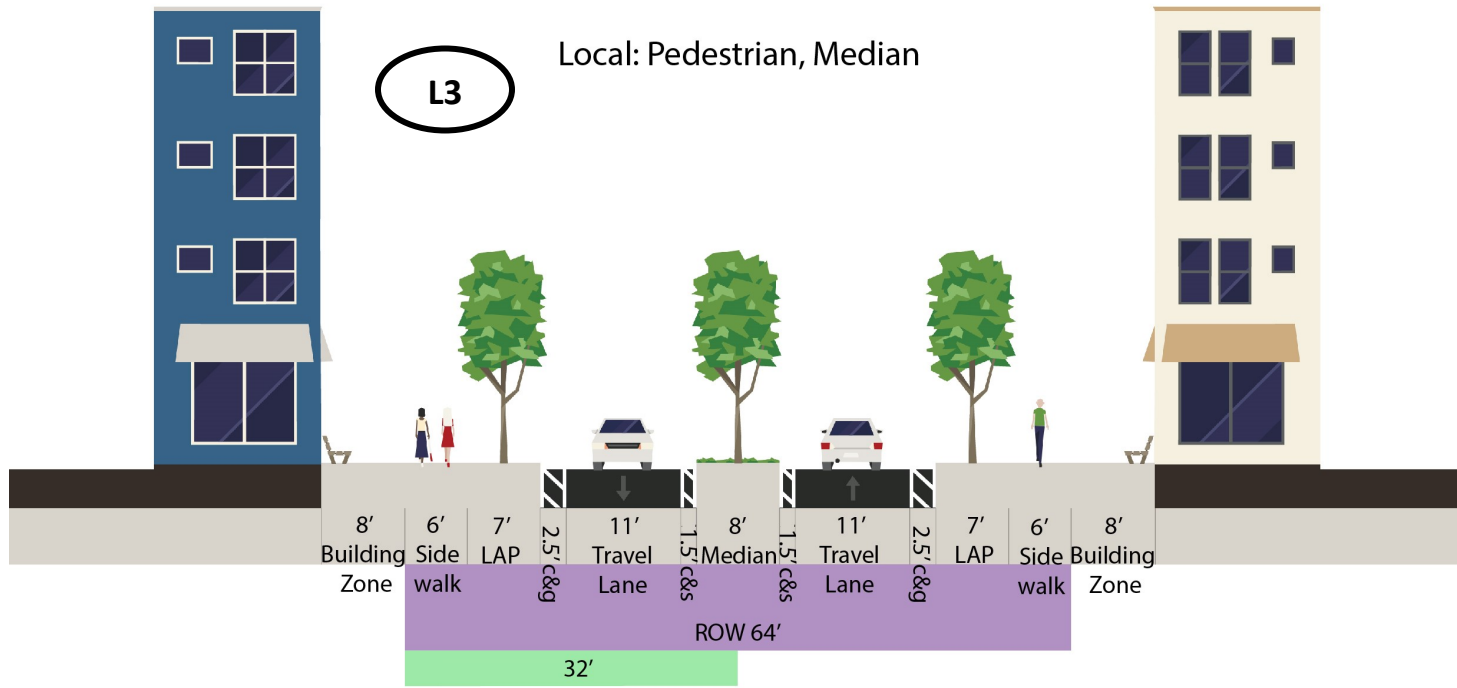 Local: Pedestrian, Median
L3
8’
Building
Zone
6’
Side
walk
7’
LAP
2.5’ c&g
11’
Travel
Lane
1.5’ c&s
8’
Median
1.5’ c&s
11’
Travel
Lane
2.5’ c&g
7’
LAP
6’
Side
walk
8’
Building
Zone
ROW 64’
32’